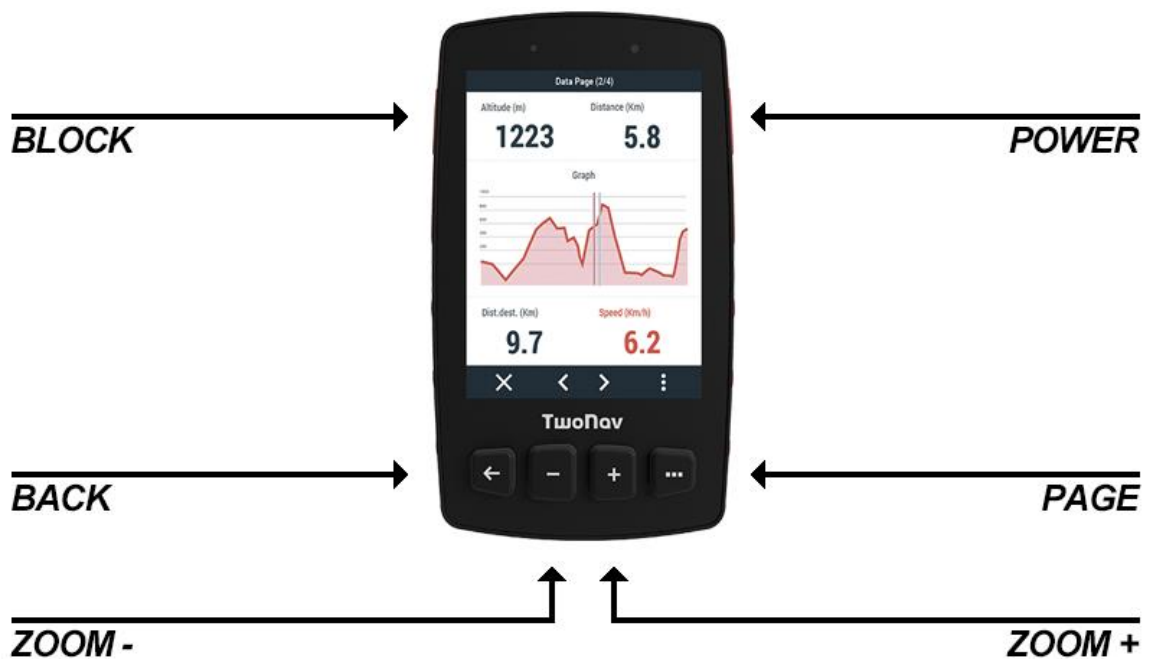 Data Page (2/4)
Altitude (m) Distance (Km)
1223 5.8
BLOCK
POWER
Graph
Dist.dest. (Km) Speed (Km/h)
9.7 6.2
TwoNav
BACK
PAGE
ZOOM -
ZOOM +